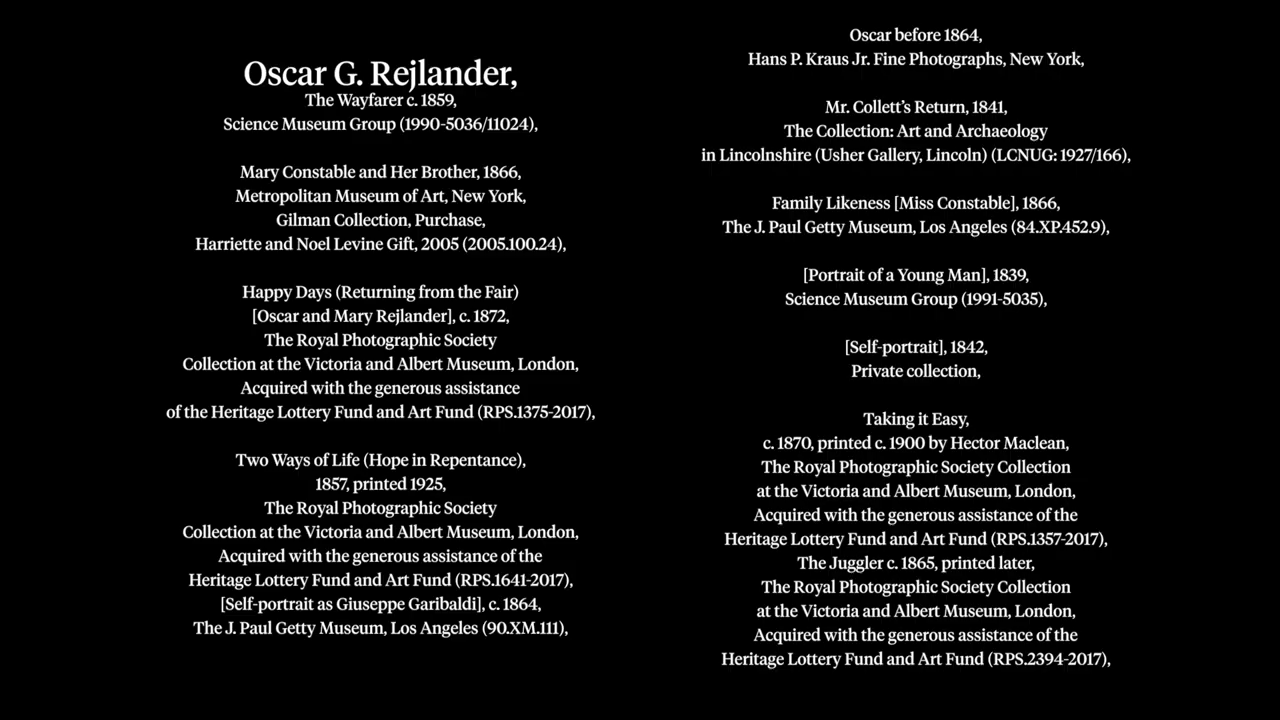 Oscar G. Rejlander,
The Wayfarer c. 1859,
Science Museum Group (1990-5036/11024),
Mary Constable and Her Brother, 1866,
Metropolitan Museum of Art, New York,
Gilman Collection, Purchase,
Harriette and Noel Levine Gift, 2005 (2005.100.24),
Happy Days (Returning from the Fair)
[Oscar and Mary Rejlander], c. 1872,
The Royal Photographic Society
Collection at the Victoria and Albert Museum, London,
Acquired with the generous assistance
of the Heritage Lottery Fund and Art Fund (RPS.1375-2017),
Two Ways of Life (Hope in Repentance),
1857, printed 1925,
The Royal Photographic Society
Collection at the Victoria and Albert Museum, London,
Acquired with the generous assistance of the
Heritage Lottery Fund and Art Fund (RPS.1641-2017),
[Self-portrait as Giuseppe Garibaldi], c. 1864,
The J. Paul Getty Museum, Los Angeles (90.XM.111),
Oscar before 1864,
Hans P. Kraus Jr. Fine Photographs, New York,
Mr. Collett's Return, 1841,
The Collection: Art and Archaeology
in Lincolnshire (Usher Gallery, Lincoln) (LCNUG: 1927/166),
Family Likeness [Miss Constable], 1866,
The J. Paul Getty Museum, Los Angeles (84.XP.452.9),
[Portrait of a Young Man], 1839,
Science Museum Group (1991-5035),
[Self-portrait], 1842,
Private collection,
Taking it Easy,
c. 1870, printed c. 1900 by Hector Maclean,
The Royal Photographic Society Collection
at the Victoria and Albert Museum, London,
Acquired with the generous assistance of the
Heritage Lottery Fund and Art Fund (RPS.1357-2017),
The Juggler c. 1865, printed later,
The Royal Photographic Society Collection
at the Victoria and Albert Museum, London,
Acquired with the generous assistance of the
Heritage Lottery Fund and Art Fund (RPS.2394-2017),